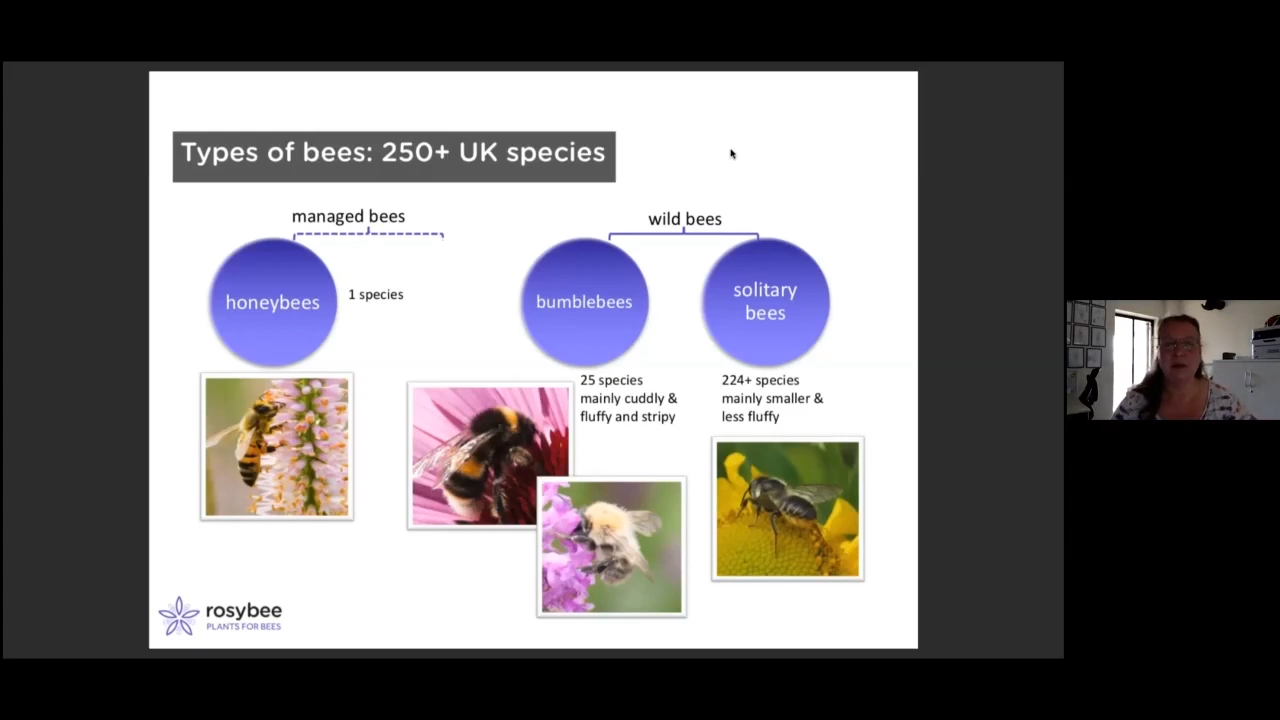 Types of bees: 250+ UK species
managed bees
honeybees
1 species
wild bees
bumblebees
solitary
bees
25 species
mainly cuddly &
fluffy and stripy
224+ species
mainly smaller &
less fluffy
rosybee
PLANTS FOR BEES